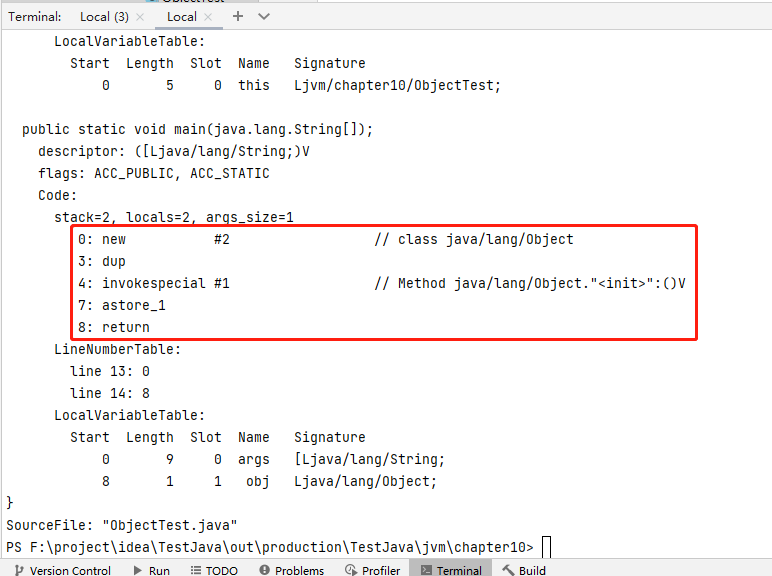 Terminal: Local (3) × Local × +
LocalVariableTable:
Start Length Slot Name Signature
0 5 0 this Ljvm/chapter10/ObjectTest;
public static void main(java.lang.String[]);
descriptor: ([Ljava/lang/String;)V
flags: ACC_PUBLIC, ACC_STATIC
Code:
stack=2, locals=2, args_size=1
0: new #2 // class java/lang/Object
3: dup
4: invokespecial #1 // Method java/lang/Object."<init>":()V
7: astore_1
8: return
LineNumberTable:
line 13: 0
line 14: 8
LocalVariableTable:
Start Length Slot Name Signature
0 9 0 args [Ljava/lang/String;
8 1 1 obj Ljava/lang/Object;
}
SourceFile: "ObjectTest.java"
PS F:\project\idea\TestJava\out\production\TestJava\jvm\chapter10>
Version Control Run TODO Problems Profiler Terminal Build